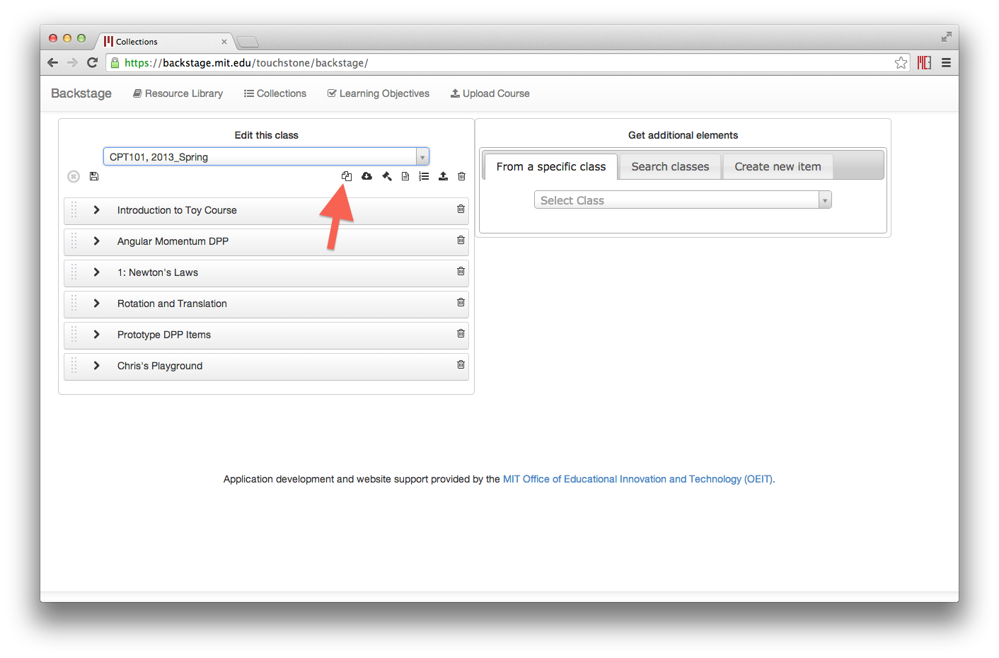 Collections
https://backstage.mit.edu/touchstone/backstage/
Backstage Resource Library Collections Learning Objectives Upload Course
Edit this class
CPT101, 2013_Spring
Introduction to Toy Course
Angular Momentum DPP
1: Newton's Laws
Rotation and Translation
Prototype DPP Items
Chris's Playground
Get additional elements
From a specific class Search classes Create new item
Select Class
Application development and website support provided by the MIT Office of Educational Innovation and Technology (OEIT).